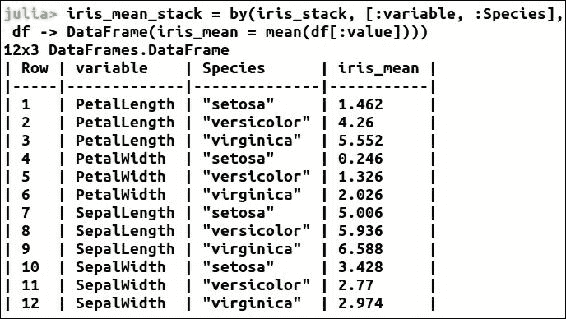 julia> iris_mean_stack = by(iris_stack, [:variable, :Species],
df -> DataFrame(iris_mean = mean(df[:value])))
12x3 DataFrames.DataFrame
| Row | variable | Species | iris_mean |
|-----|-------------|--------------|-----------|
| 1 | PetalLength | "setosa" | 1.462 |
| 2 | PetalLength | "versicolor" | 4.26 |
| 3 | PetalLength | "virginica" | 5.552 |
| 4 | PetalWidth | "setosa" | 0.246 |
| 5 | PetalWidth | "versicolor" | 1.326 |
| 6 | PetalWidth | "virginica" | 2.026 |
| 7 | SepalLength | "setosa" | 5.006 |
| 8 | SepalLength | "versicolor" | 5.936 |
| 9 | SepalLength | "virginica" | 6.588 |
| 10 | SepalWidth | "setosa" | 3.428 |
| 11 | SepalWidth | "versicolor" | 2.77 |
| 12 | SepalWidth | "virginica" | 2.974 |